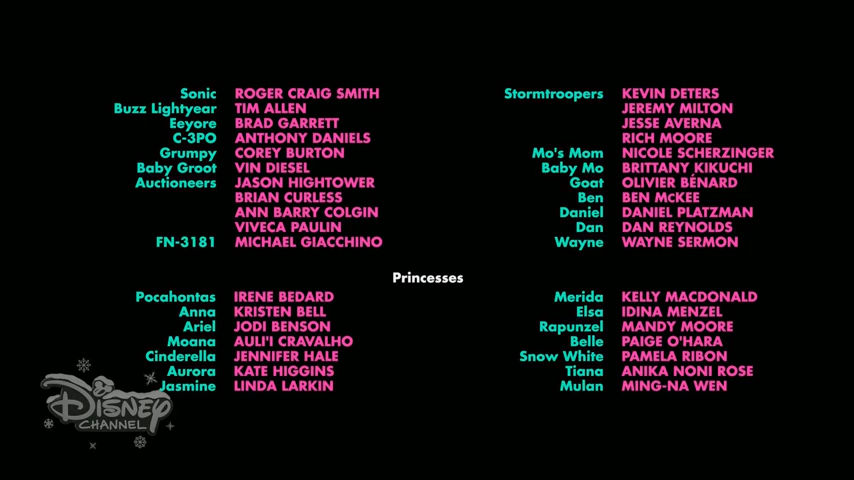 Sonic ROGER CRAIG SMITH
Buzz Lightyear TIM ALLEN
Eeyore BRAD GARRETT
C-3PO ANTHONY DANIELS
Grumpy COREY BURTON
Baby Groot VIN DIESEL
Auctioneers JASON HIGHTOWER
BRIAN CURLESS
ANN BARRY COLGIN
VIVECA PAULIN
FN-3181 MICHAEL GIACCHINO
Stormtroopers KEVIN DETERS
JEREMY MILTON
JESSE AVERNA
RICH MOORE
Mo's Mom NICOLE SCHERZINGER
Baby Mo BRITTANY KIKUCHI
Goat OLIVIER BÉNARD
Ben BEN McKEE
Daniel DANIEL PLATZMAN
Dan DAN REYNOLDS
Wayne WAYNE SERMON
Princesses
Pocahontas IRENE BEDARD
Anna KRISTEN BELL
Ariel JODI BENSON
Moana AULI'I CRAVALHO
Cinderella JENNIFER HALE
Aurora KATE HIGGINS
Jasmine LINDA LARKIN
Merida KELLY MACDONALD
Elsa IDINA MENZEL
Rapunzel MANDY MOORE
Belle PAIGE O'HARA
Snow White PAMELA RIBON
Tiana ANIKA NONI ROSE
Mulan MING-NA WEN
Disney
CHANNEL